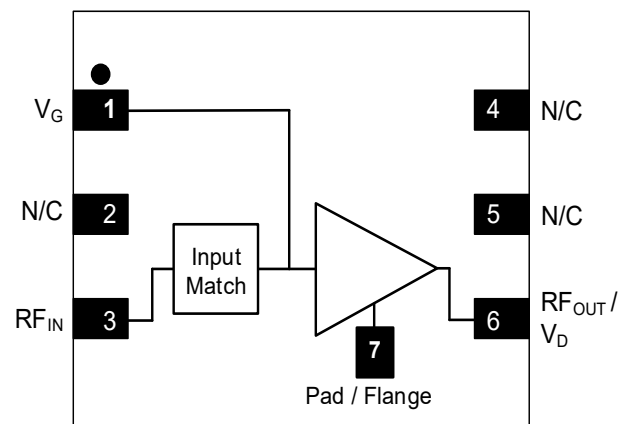 V_G 1
4 N/C
N/C 2
5 N/C
Input
Match
RF_IN 3
6 RF_OUT /
V_D
7
Pad / Flange